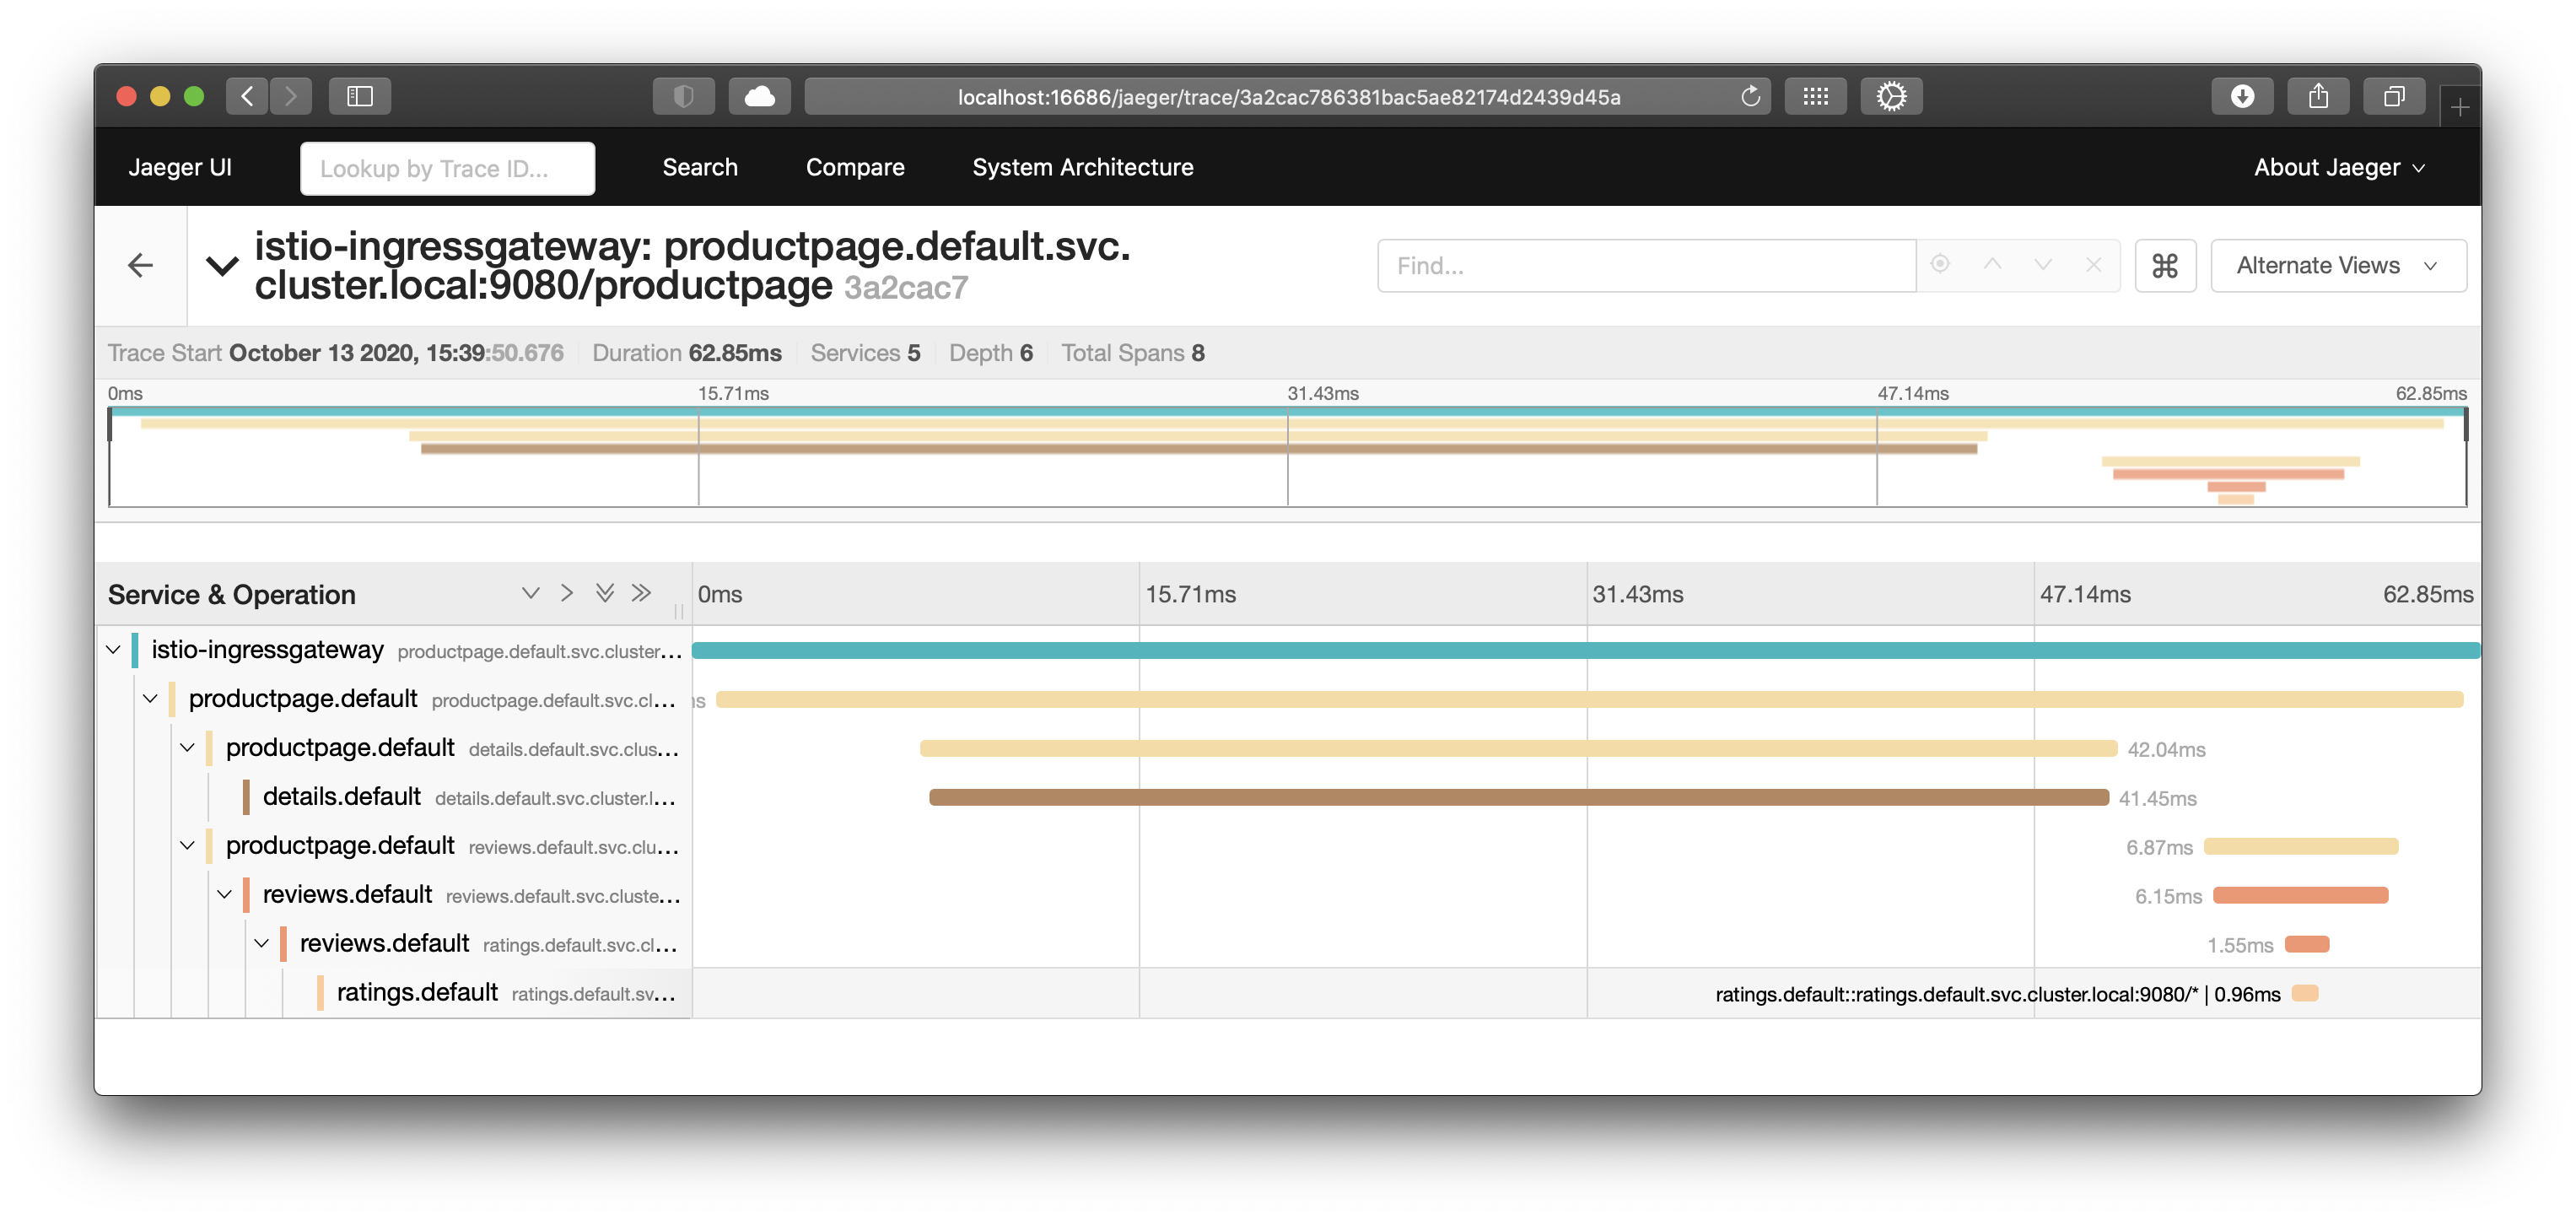 localhost:16686/jaeger/trace/3a2cac786381bac5ae82174d2439d45a
Jaeger UI
Lookup by Trace ID...
Search
Compare
System Architecture
About Jaeger
istio-ingressgateway: productpage.default.svc.
cluster.local:9080/productpage 3a2cac7
Find...
Alternate Views
Trace Start October 13 2020, 15:39:50.676 Duration 62.85ms Services 5 Depth 6 Total Spans 8
0ms 15.71ms 31.43ms 47.14ms 62.85ms
Service & Operation 0ms 15.71ms 31.43ms 47.14ms 62.85ms
istio-ingressgateway productpage.default.svc.cluster...
productpage.default productpage.default.svc.cl...
productpage.default details.default.svc.clus... 42.04ms
details.default details.default.svc.cluster.l... 41.45ms
productpage.default reviews.default.svc.clu... 6.87ms
reviews.default reviews.default.svc.cluste... 6.15ms
reviews.default ratings.default.svc.cl... 1.55ms
ratings.default ratings.default.sv... ratings.default::ratings.default.svc.cluster.local:9080/* | 0.96ms